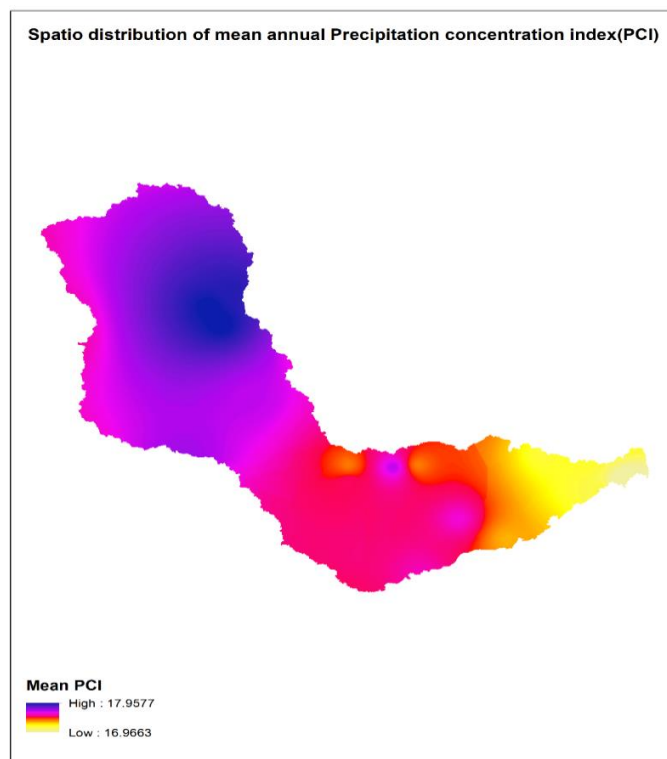 Spatio distribution of mean annual Precipitation concentration index(PCI)
Mean PCI
High : 17.9577
Low : 16.9663